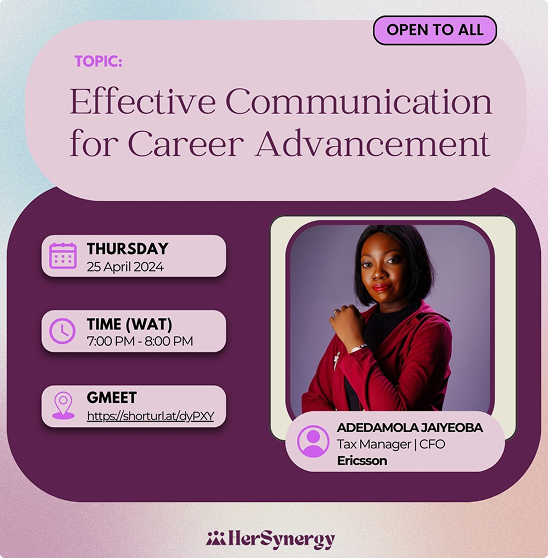 OPEN TO ALL
TOPIC:
Effective Communication
for Career Advancement
THURSDAY
25 April 2024
TIME (WAT)
7:00 PM - 8:00 PM
GMEET
https://shorturl.at/dyPXY
ADEDAMOLA JAIYEOBA
Tax Manager | CFO
Ericsson
HerSynergy